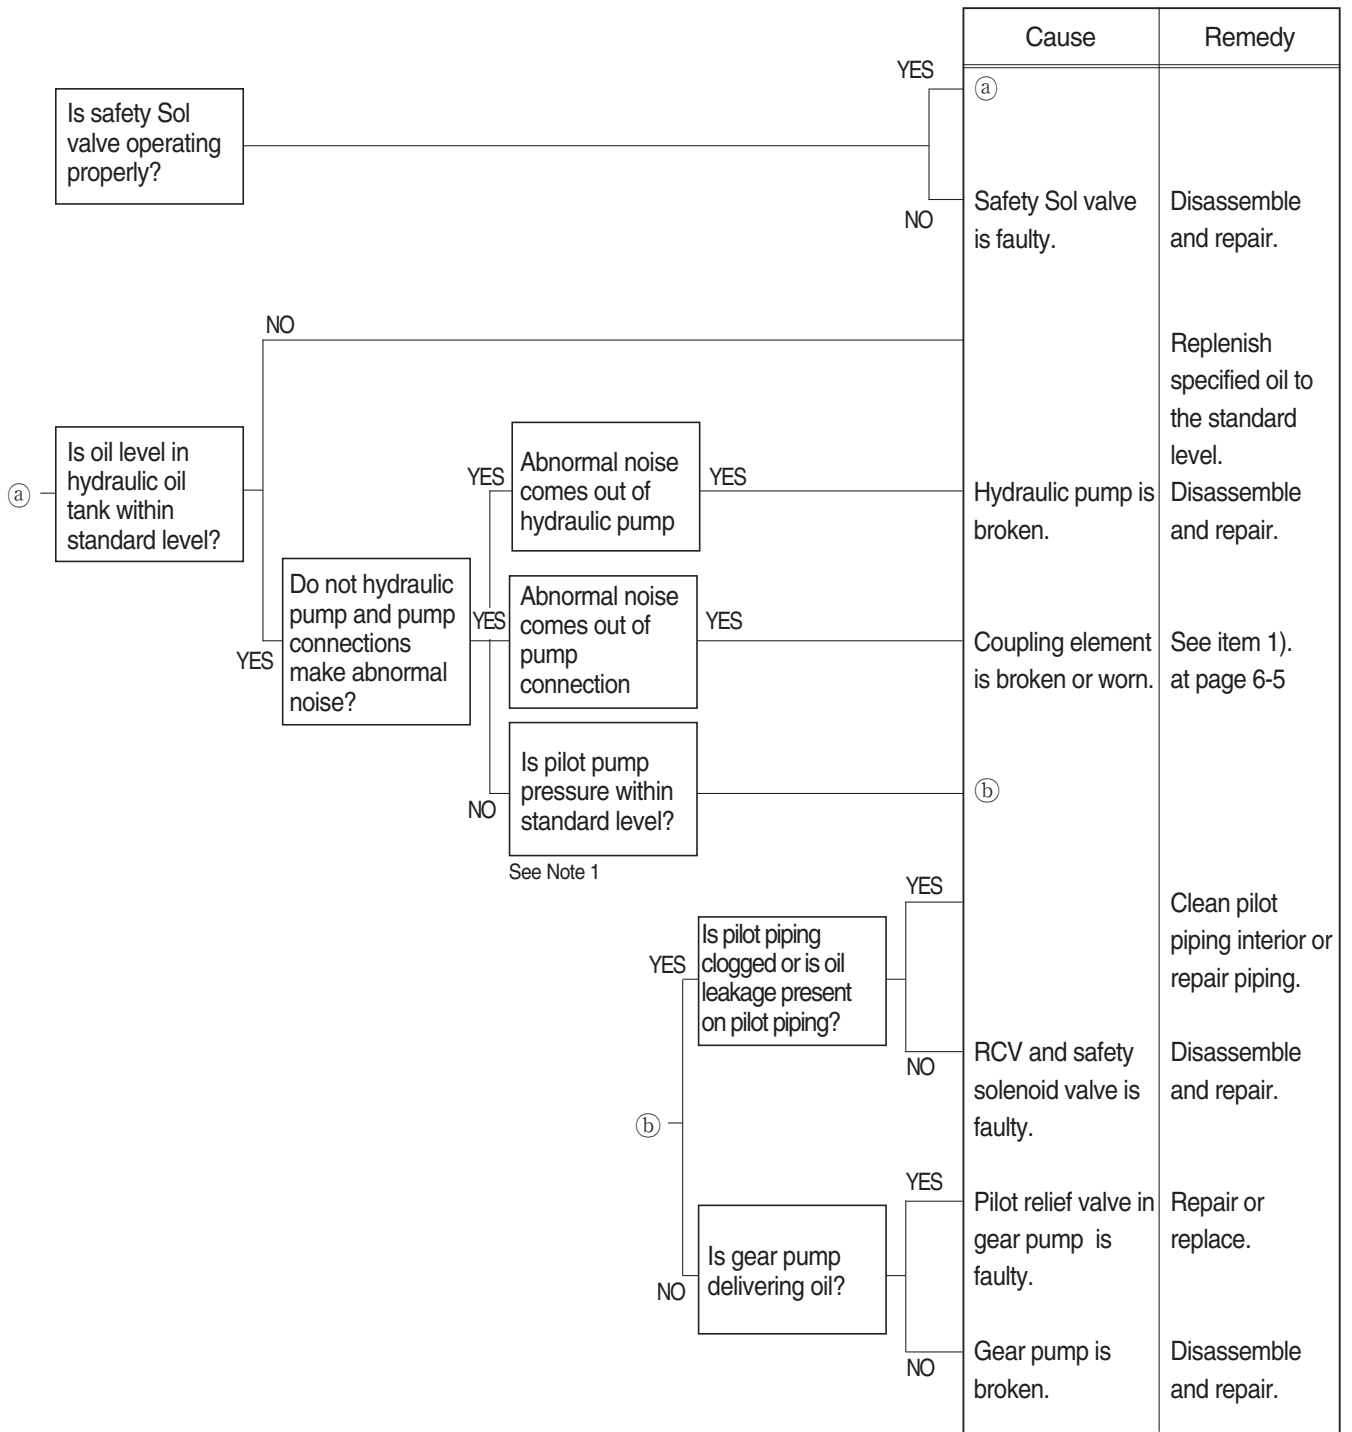 Cause
Remedy
YES
ⓐ
Is safety Sol
valve operating
properly?
NO
Safety Sol valve
is faulty.
Disassemble
and repair.
NO
Replenish
specified oil to
the standard
level.
ⓐ
Is oil level in
hydraulic oil
tank within
standard level?
YES
Do not hydraulic
pump and pump
connections
make abnormal
noise?
YES
Abnormal noise
comes out of
hydraulic pump
YES
Hydraulic pump is
broken.
Disassemble
and repair.
YES
Abnormal noise
comes out of
pump
connection
YES
Coupling element
is broken or worn.
See item 1).
at page 6-5
NO
Is pilot pump
pressure within
standard level?
See Note 1
ⓑ
ⓑ
YES
Is pilot piping
clogged or is oil
leakage present
on pilot piping?
YES
Clean pilot
piping interior or
repair piping.
NO
RCV and safety
solenoid valve is
faulty.
Disassemble
and repair.
NO
Is gear pump
delivering oil?
YES
Pilot relief valve in
gear pump is
faulty.
Repair or
replace.
NO
Gear pump is
broken.
Disassemble
and repair.